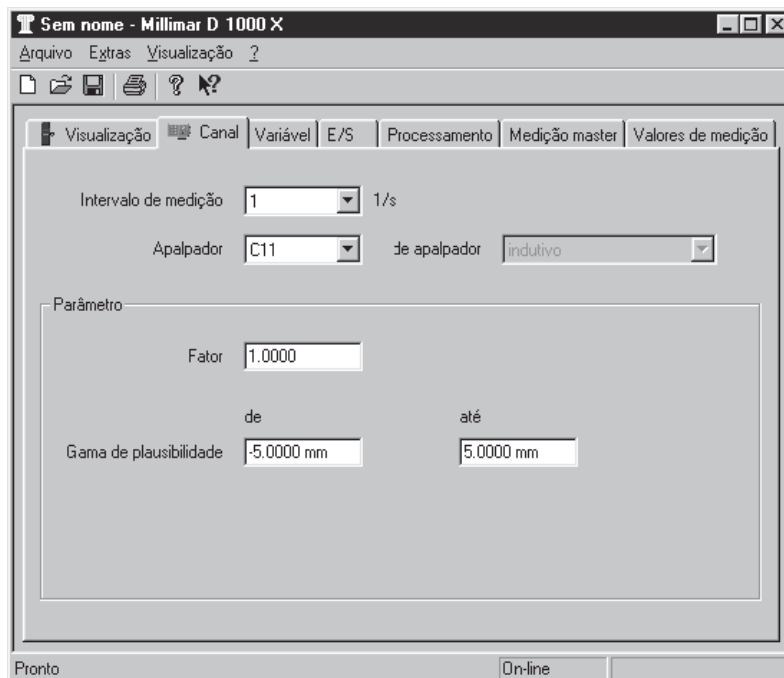 Sem nome - Millimar D 1000 X
Arquivo Extras Visualização ?
Visualização Canal Variável E/S Processamento Medição master Valores de medição
Intervalo de medição 1 1/s
Apalpador C11 de apalpador indutivo
Parâmetro
Fator 1.0000
de até
Gama de plausibilidade -5.0000 mm 5.0000 mm
Pronto On-line